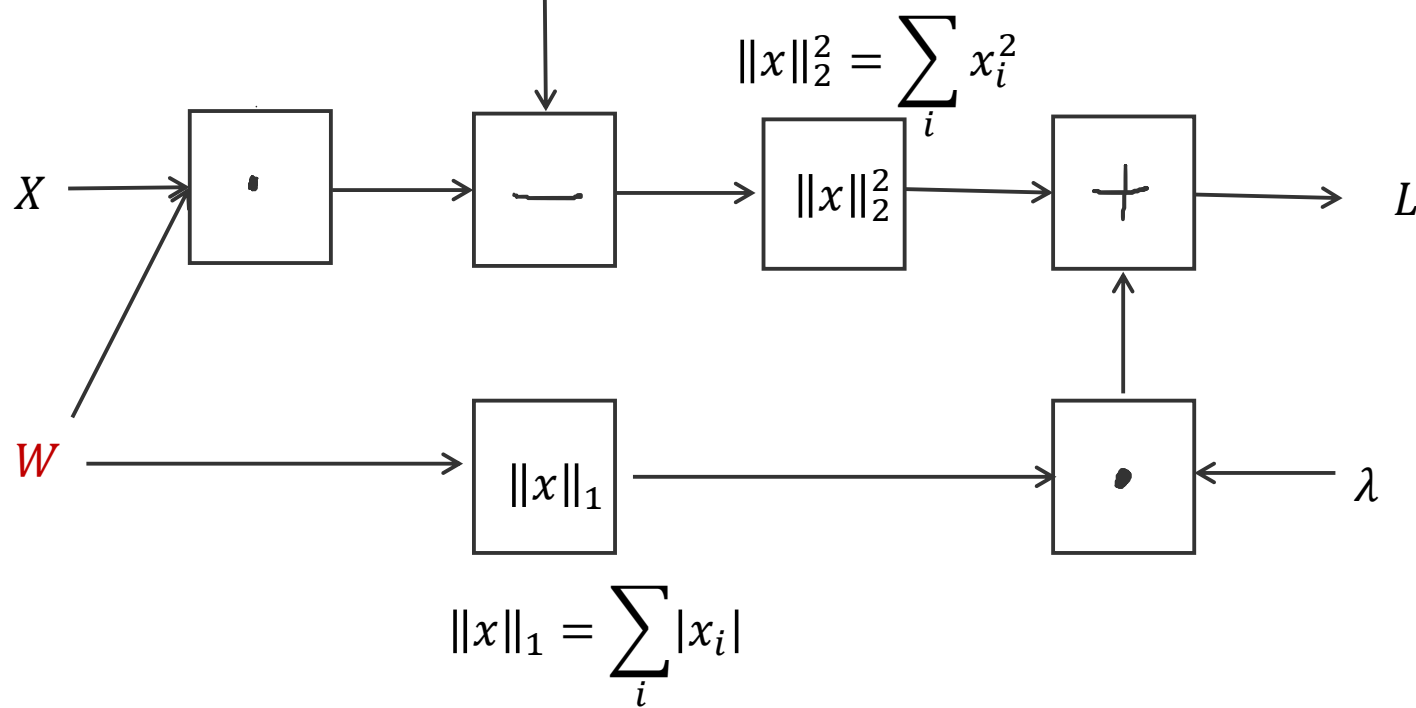 ‖x‖₂² = ∑ᵢ xᵢ²
X · — ‖x‖₂² + L
W ‖x‖₁ · λ
‖x‖₁ = ∑ᵢ |xᵢ|